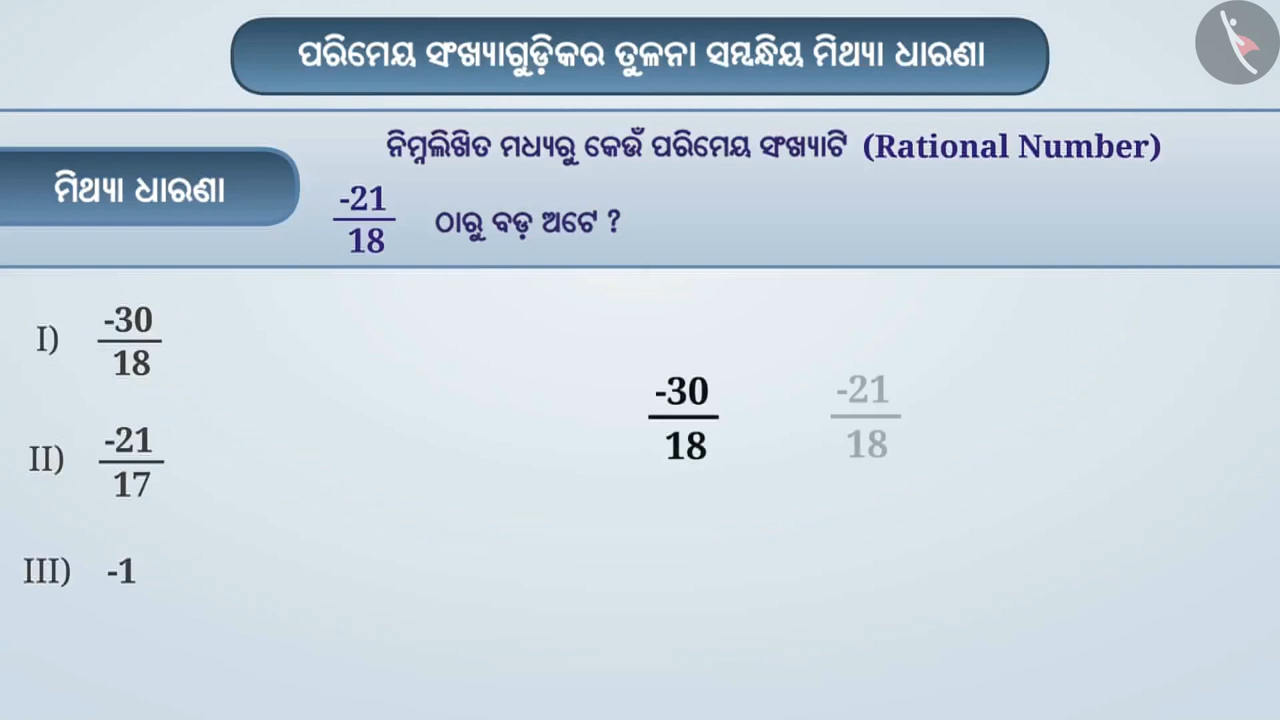 ପରିମେୟ ସଂଖ୍ୟାଗୁଡ଼ିକର ତୁଳନା ସମ୍ବନ୍ଧିୟ ମିଥ୍ୟା ଧାରଣା
ମିଥ୍ୟା ଧାରଣା
ନିମ୍ନଲିଖିତ ମଧ୍ୟରୁ କେଉଁ ପରିମେୟ ସଂଖ୍ୟାଟି (Rational Number)
-21
18
ଠାରୁ ବଡ଼ ଅଟେ ?
I) -30
18
II) -21
17
III) -1
-30
18
-21
18